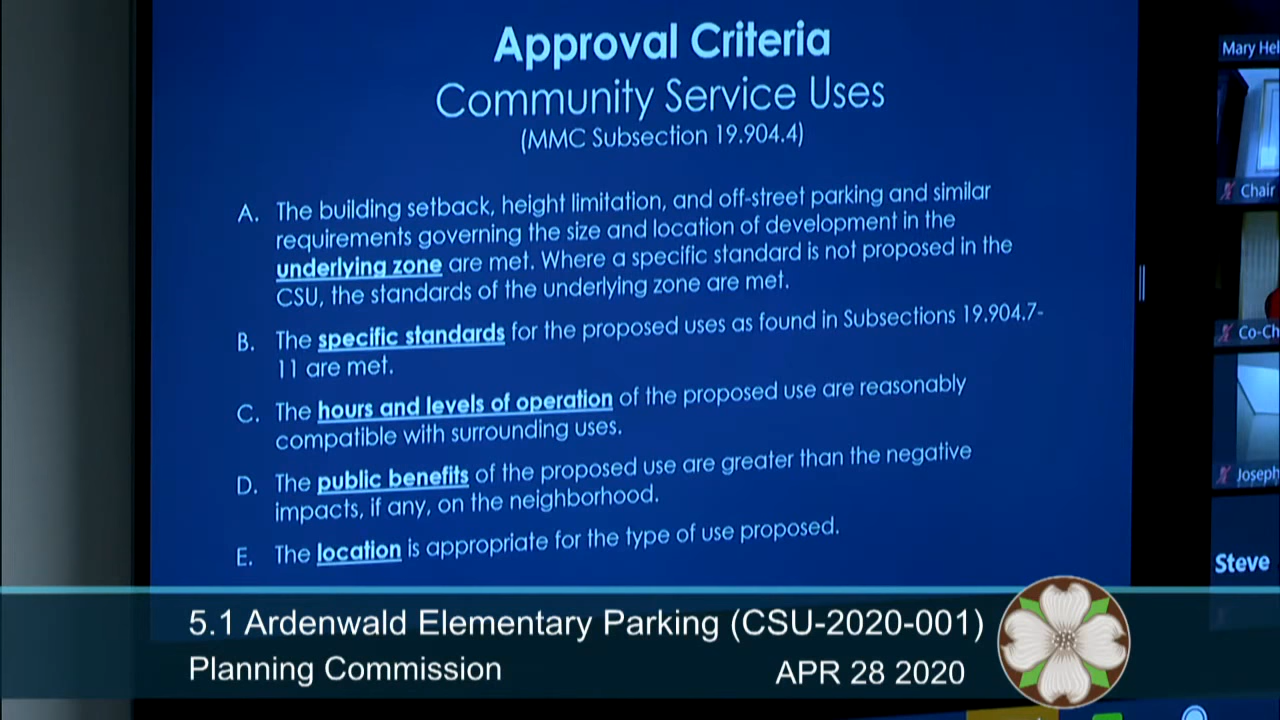 Approval Criteria
Community Service Uses
(MMC Subsection 19.904.4)
A. The building setback, height limitation, and off-street parking and similar
requirements governing the size and location of development in the
underlying zone are met. Where a specific standard is not proposed in the
CSU, the standards of the underlying zone are met.
B. The specific standards for the proposed uses as found in Subsections 19.904.7-
11 are met.
C. The hours and levels of operation of the proposed use are reasonably
compatible with surrounding uses.
D. The public benefits of the proposed use are greater than the negative
impacts, if any, on the neighborhood.
E. The location is appropriate for the type of use proposed.
Mary Hel
Chair
Co-Ch
Joseph
Steve
5.1 Ardenwald Elementary Parking (CSU-2020-001)
Planning Commission
APR 28 2020